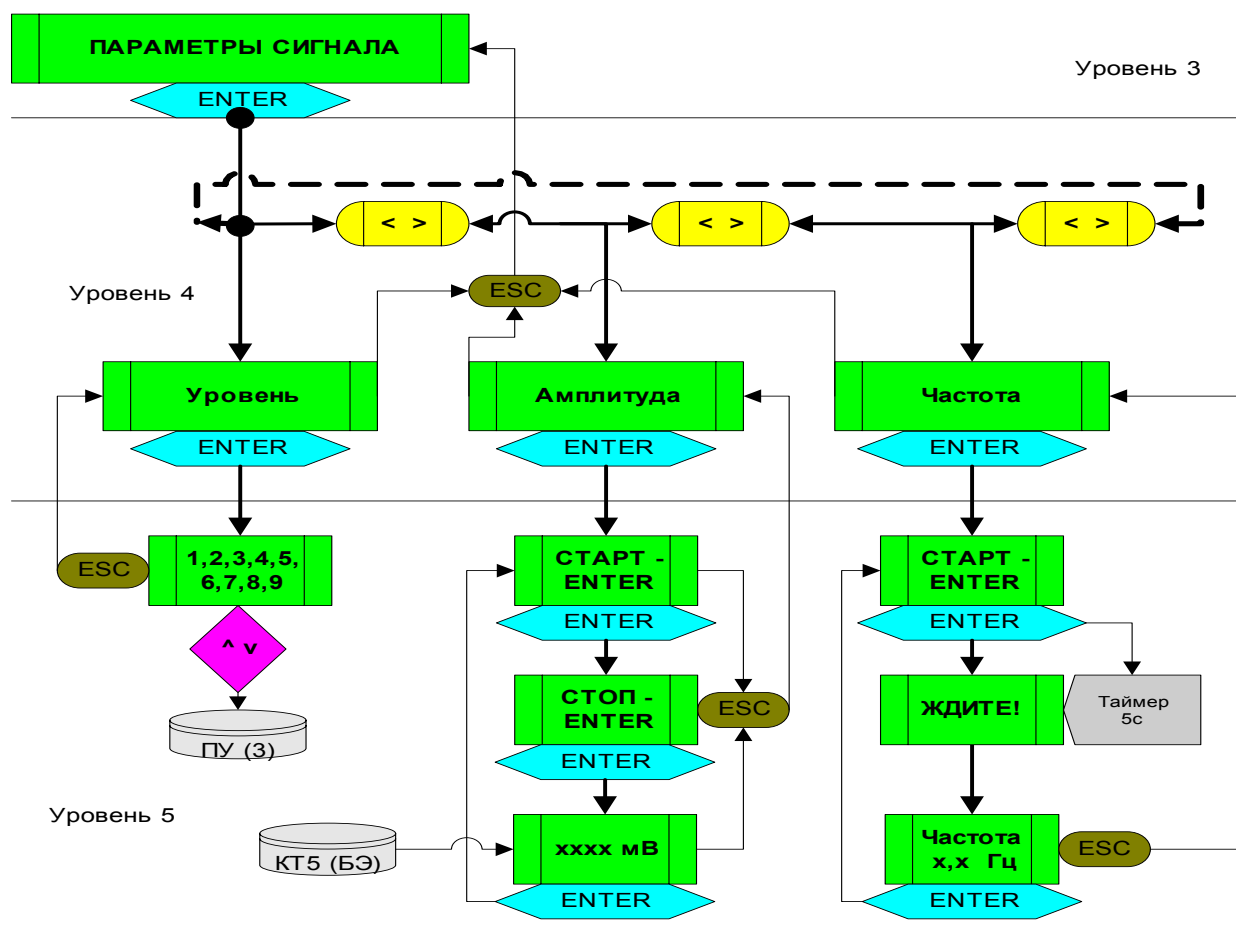 ПАРАМЕТРЫ СИГНАЛА
Уровень 3
ENTER
< >
< >
< >
ESC
Уровень 4
Уровень
Амплитуда
Частота
ENTER
ENTER
ENTER
ESC
1,2,3,4,5,
6,7,8,9
СТАРТ -
ENTER
СТАРТ -
ENTER
ENTER
ENTER
^ v
СТОП -
ENTER
ESC
ЖДИТЕ!
Таймер
5с
ПУ (3)
ENTER
Уровень 5
КТ5 (БЭ)
xxxx мВ
Частота
x,x Гц
ESC
ENTER
ENTER